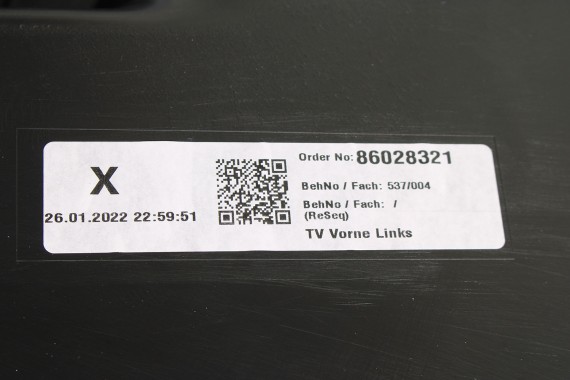 X
26.01.2022 22:59:51
Order No: 86028321
BehNo / Fach: 537/004
BehNo / Fach: /
(ReSeq)
TV Vorne Links